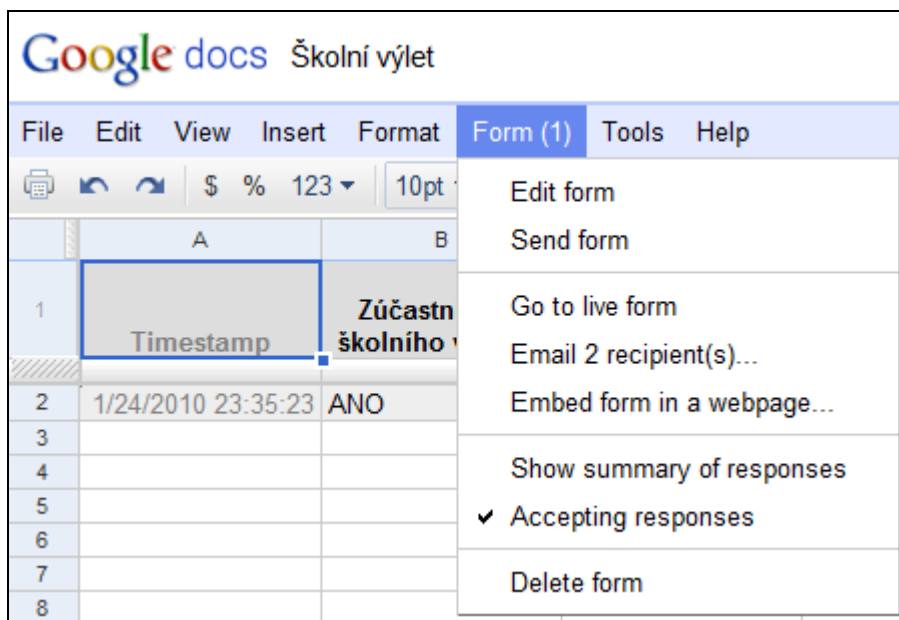 Google docs Školní výlet
File Edit View Insert Format Form (1) Tools Help
$ % 123 10pt
Edit form
Send form
Go to live form
Email 2 recipient(s)...
Embed form in a webpage...
Show summary of responses
Accepting responses
Delete form
A B
1 Timestamp Zúčastn
školního
2 1/24/2010 23:35:23 ANO
3
4
5
6
7
8